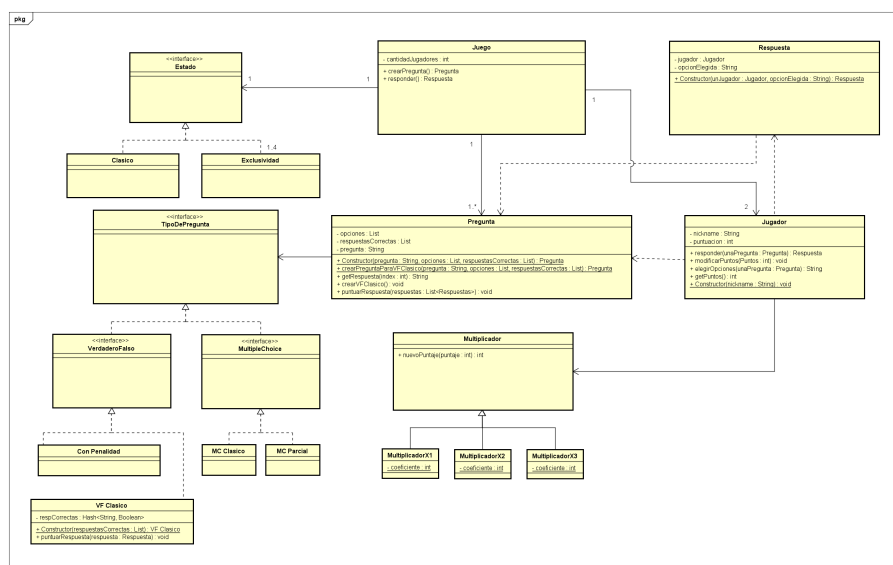 pkg
<<interface>>
Estado
Juego
- cantidadJugadores : int
+ crearPregunta() : Pregunta
+ responder() : Respuesta
Respuesta
- jugador : Jugador
- opcionElegida : String
+ Constructor(unJugador : Jugador, opcionElegida : String) : Respuesta
1
1
1
1
1..4
1..*
2
Clasico
Exclusividad
<<interface>>
TipoDePregunta
Pregunta
- opciones : List
- respuestasCorrectas : List
- pregunta : String
+ Constructor(pregunta : String, opciones : List, respuestasCorrectas : List) : Pregunta
+ crearPreguntaParaVFClasico(pregunta : String, opciones : List, respuestasCorrectas : List) : Pregunta
+ getRespuesta(index : int) : String
+ crearVFClasico() : void
+ puntuarRespuesta(respuestas : List<Respuestas>) : void
Jugador
- nickname : String
- puntuacion : int
+ responder(unaPregunta : Pregunta) : Respuesta
+ modificarPuntos(Puntos : int) : void
+ elegirOpciones(unaPregunta : Pregunta) : String
+ getPuntos() : int
+ Constructor(nickname : String) : void
<<interface>>
VerdaderoFalso
<<interface>>
MultipleChoice
Multiplicador
+ nuevoPuntaje(puntaje : int) : int
Con Penalidad
MC Clasico
MC Parcial
MultiplicadorX1
- coeficiente : int
MultiplicadorX2
- coeficiente : int
MultiplicadorX3
- coeficiente : int
VF Clasico
- respCorrectas : Hash<String, Boolean>
+ Constructor(respuestasCorrectas : List) : VF Clasico
+ puntuarRespuesta(respuesta : Respuesta) : void